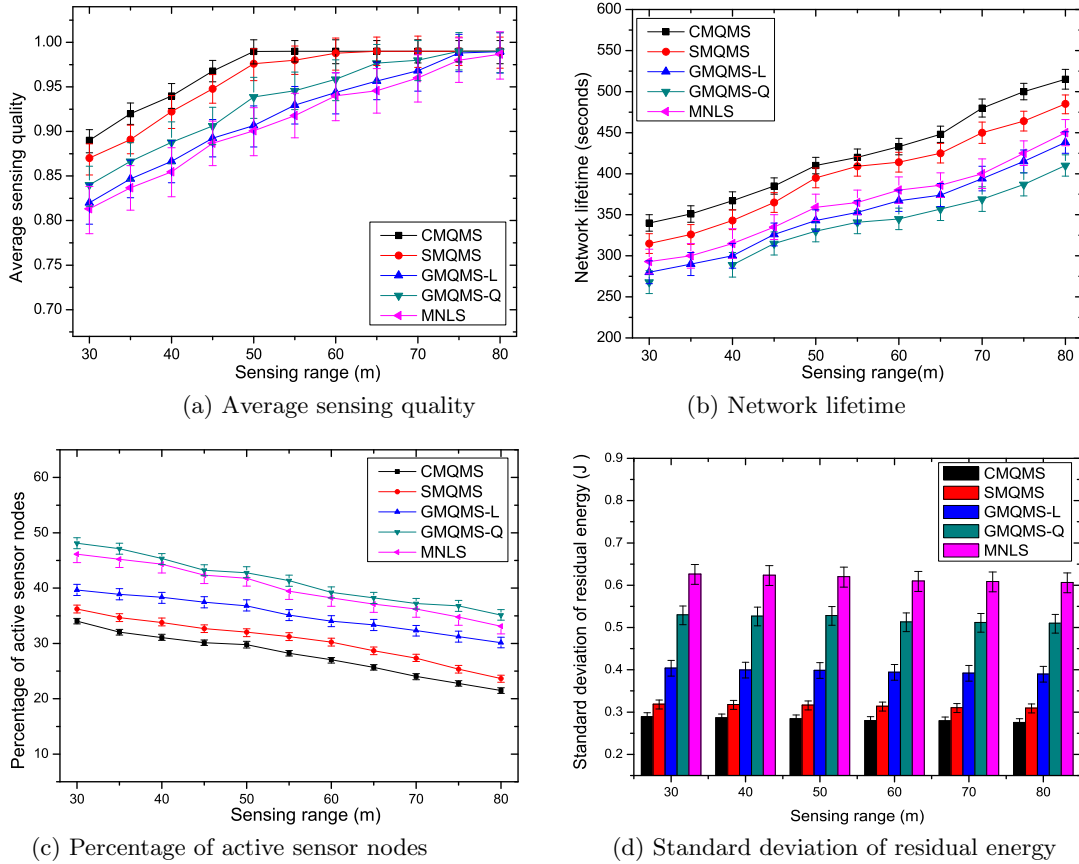 1.00
0.95
0.90
0.85
0.80
0.75
0.70
Average sensing quality
CMQMS
SMQMS
GMQMS-L
GMQMS-Q
MNLS
30 40 50 60 70 80
Sensing range (m)
(a) Average sensing quality
600
550
500
450
400
350
300
250
200
Network lifetime (seconds)
CMQMS
SMQMS
GMQMS-L
GMQMS-Q
MNLS
30 40 50 60 70 80
Sensing range(m)
(b) Network lifetime
60
50
40
30
20
10
Percentage of active sensor nodes
CMQMS
SMQMS
GMQMS-L
GMQMS-Q
MNLS
30 40 50 60 70 80
Sensing range (m)
(c) Percentage of active sensor nodes
0.9
0.8
0.7
0.6
0.5
0.4
0.3
0.2
Standard deviation of residual energy (J )
CMQMS
SMQMS
GMQMS-L
GMQMS-Q
MNLS
30 40 50 60 70 80
Sensing range (m)
(d) Standard deviation of residual energy